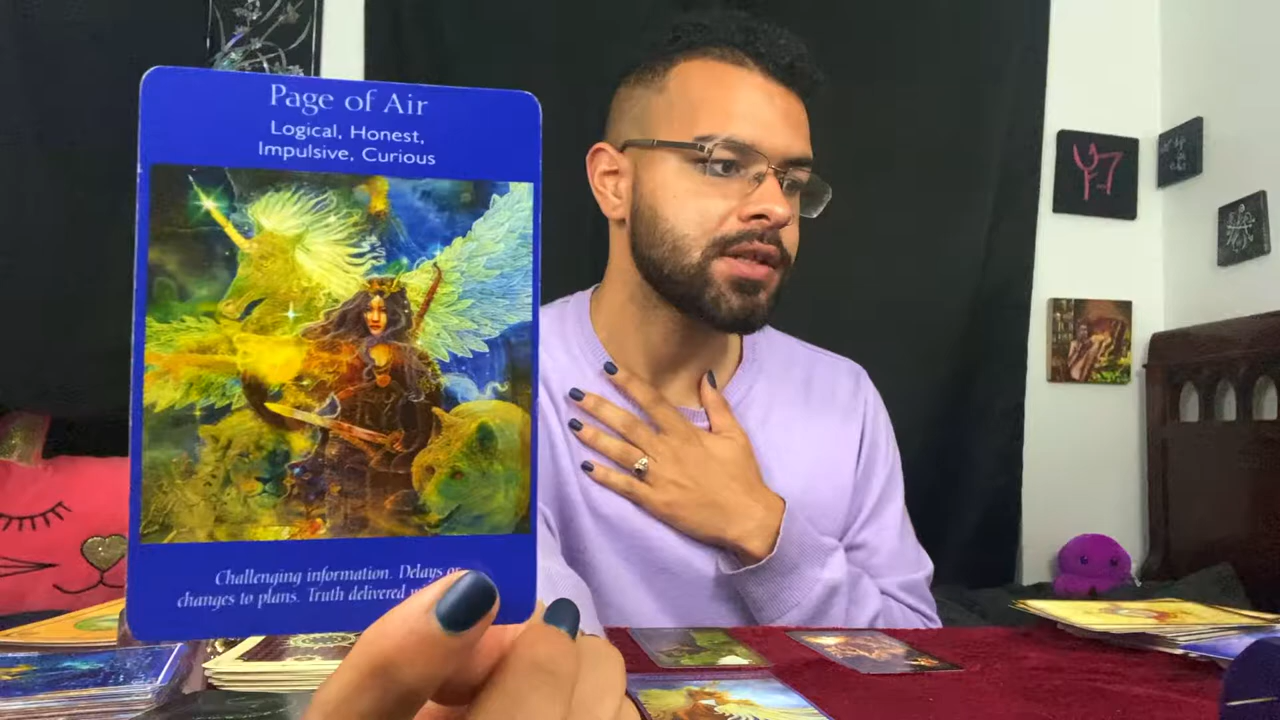 Page of Air
Logical, Honest,
Impulsive, Curious
Challenging information. Delays or
changes to plans. Truth delivered